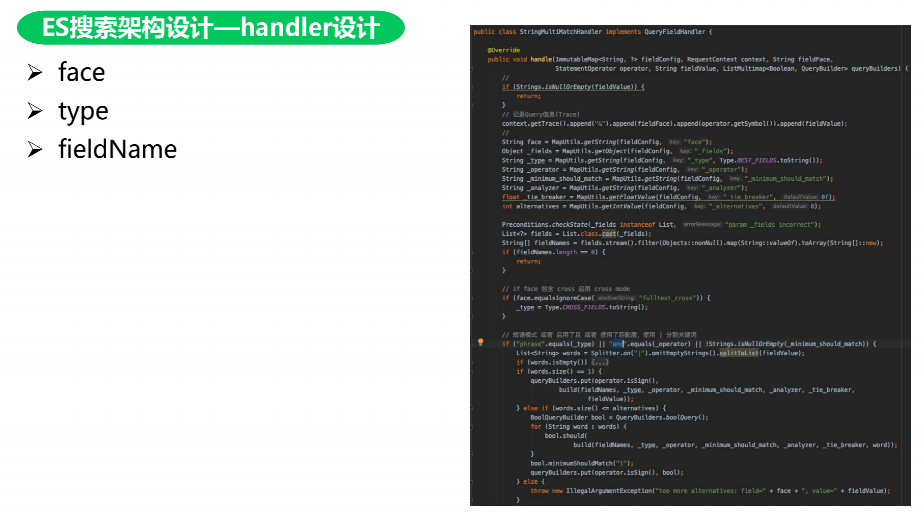 ES搜索架构设计—handler设计
➢ face
➢ type
➢ fieldName
public class StringMultiMatchHandler implements QueryFieldHandler {
@Override
public void handle(ImmutableMap<String, ?> fieldConfig, RequestContext context, String fieldFace,
StatementOperator operator, String fieldValue, ListMultimap<Boolean, QueryBuilder> queryBuilders) {
//
if (Strings.isNullOrEmpty(fieldValue)) {
return;
}
// 记录Query信息(Trace)
context.getTrace().append("&").append(fieldFace).append(operator.getSymbol()).append(fieldValue);
//
String face = MapUtils.getString(fieldConfig, key: "face");
Object _fields = MapUtils.getObject(fieldConfig, key: "_fields");
String _type = MapUtils.getString(fieldConfig, key: "_type", Type.BEST_FIELDS.toString());
String _operator = MapUtils.getString(fieldConfig, key: "_operator");
String _minimum_should_match = MapUtils.getString(fieldConfig, key: "_minimum_should_match");
String _analyzer = MapUtils.getString(fieldConfig, key: "_analyzer");
float _tie_breaker = MapUtils.getFloatValue(fieldConfig, key: "_tie_breaker", defaultValue: 0f);
int alternatives = MapUtils.getIntValue(fieldConfig, key: "_alternatives", defaultValue: 8);
Preconditions.checkState(_fields instanceof List, errorMessage: "param _fields incorrect");
List<?> fields = List.class.cast(_fields);
String[] fieldNames = fields.stream().filter(Objects::nonNull).map(String::valueOf).toArray(String[]::new);
if (fieldNames.length == 0) {
return;
}
// if face 包含 cross 启用 cross mode
if (face.equalsIgnoreCase( anotherString: "fulltext_cross")) {
_type = Type.CROSS_FIELDS.toString();
}
// 短语模式 或者 启用了且 或者 使用了匹配度，使用 | 分割关键词
if ("phrase".equals(_type) || "and".equals(_operator) || !Strings.isNullOrEmpty(_minimum_should_match)) {
List<String> words = Splitter.on("|").omitEmptyStrings().splitToList(fieldValue);
if (words.isEmpty()) {...}
if (words.size() == 1) {
queryBuilders.put(operator.isSign(),
build(fieldNames, _type, _operator, _minimum_should_match, _analyzer, _tie_breaker,
fieldValue));
} else if (words.size() <= alternatives) {
BoolQueryBuilder bool = QueryBuilders.boolQuery();
for (String word : words) {
bool.should(
build(fieldNames, _type, _operator, _minimum_should_match, _analyzer, _tie_breaker, word));
}
bool.minimumShouldMatch("1");
queryBuilders.put(operator.isSign(), bool);
} else {
throw new IllegalArgumentException("too more alternatives: field=" + face + ", value=" + fieldValue);
}